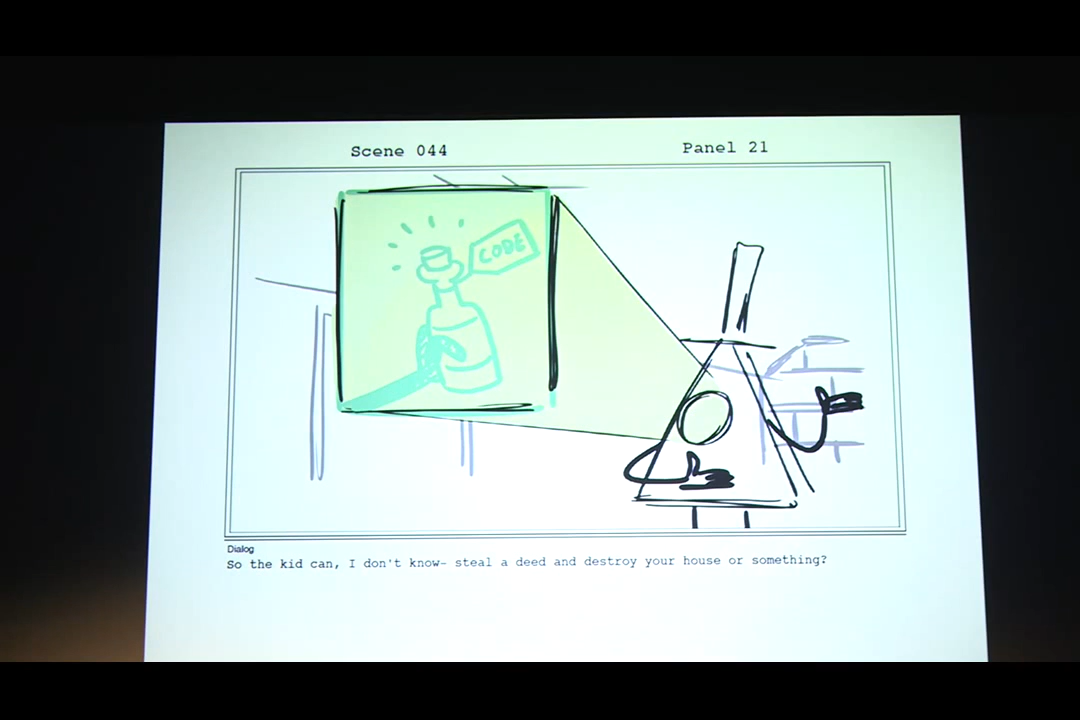 Scene 044
Panel 21
CODE
Dialog
So the kid can, I don't know- steal a deed and destroy your house or something?